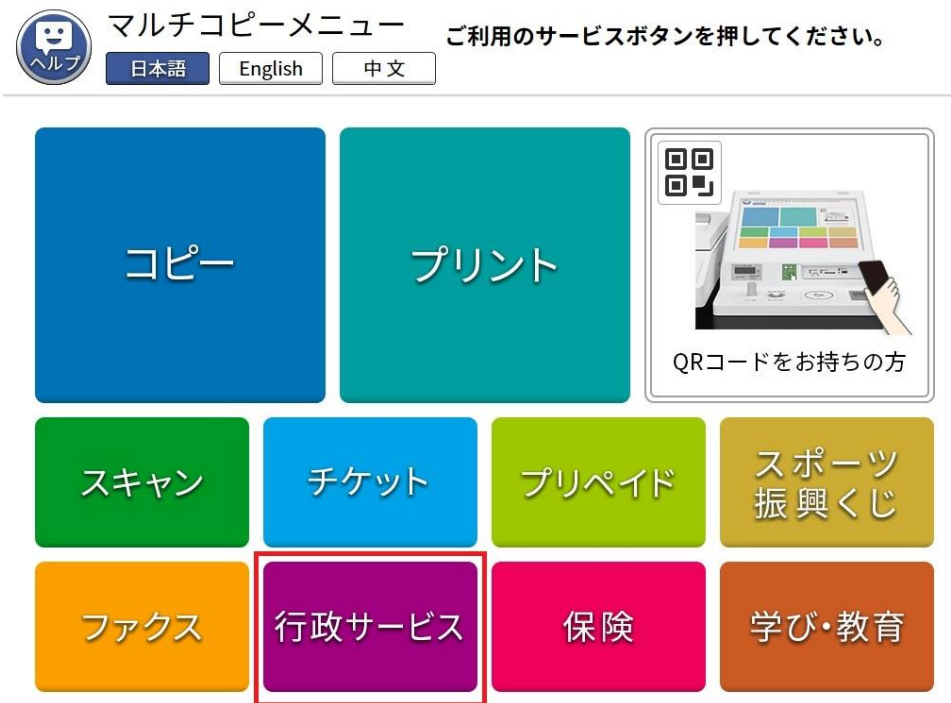 マルチコピーメニュー
ご利用のサービスボタンを押してください。
ヘルプ
日本語
English
中文
コピー
プリント
QRコードをお持ちの方
スキャン
チケット
プリペイド
スポーツ
振興くじ
ファクス
行政サービス
保険
学び・教育